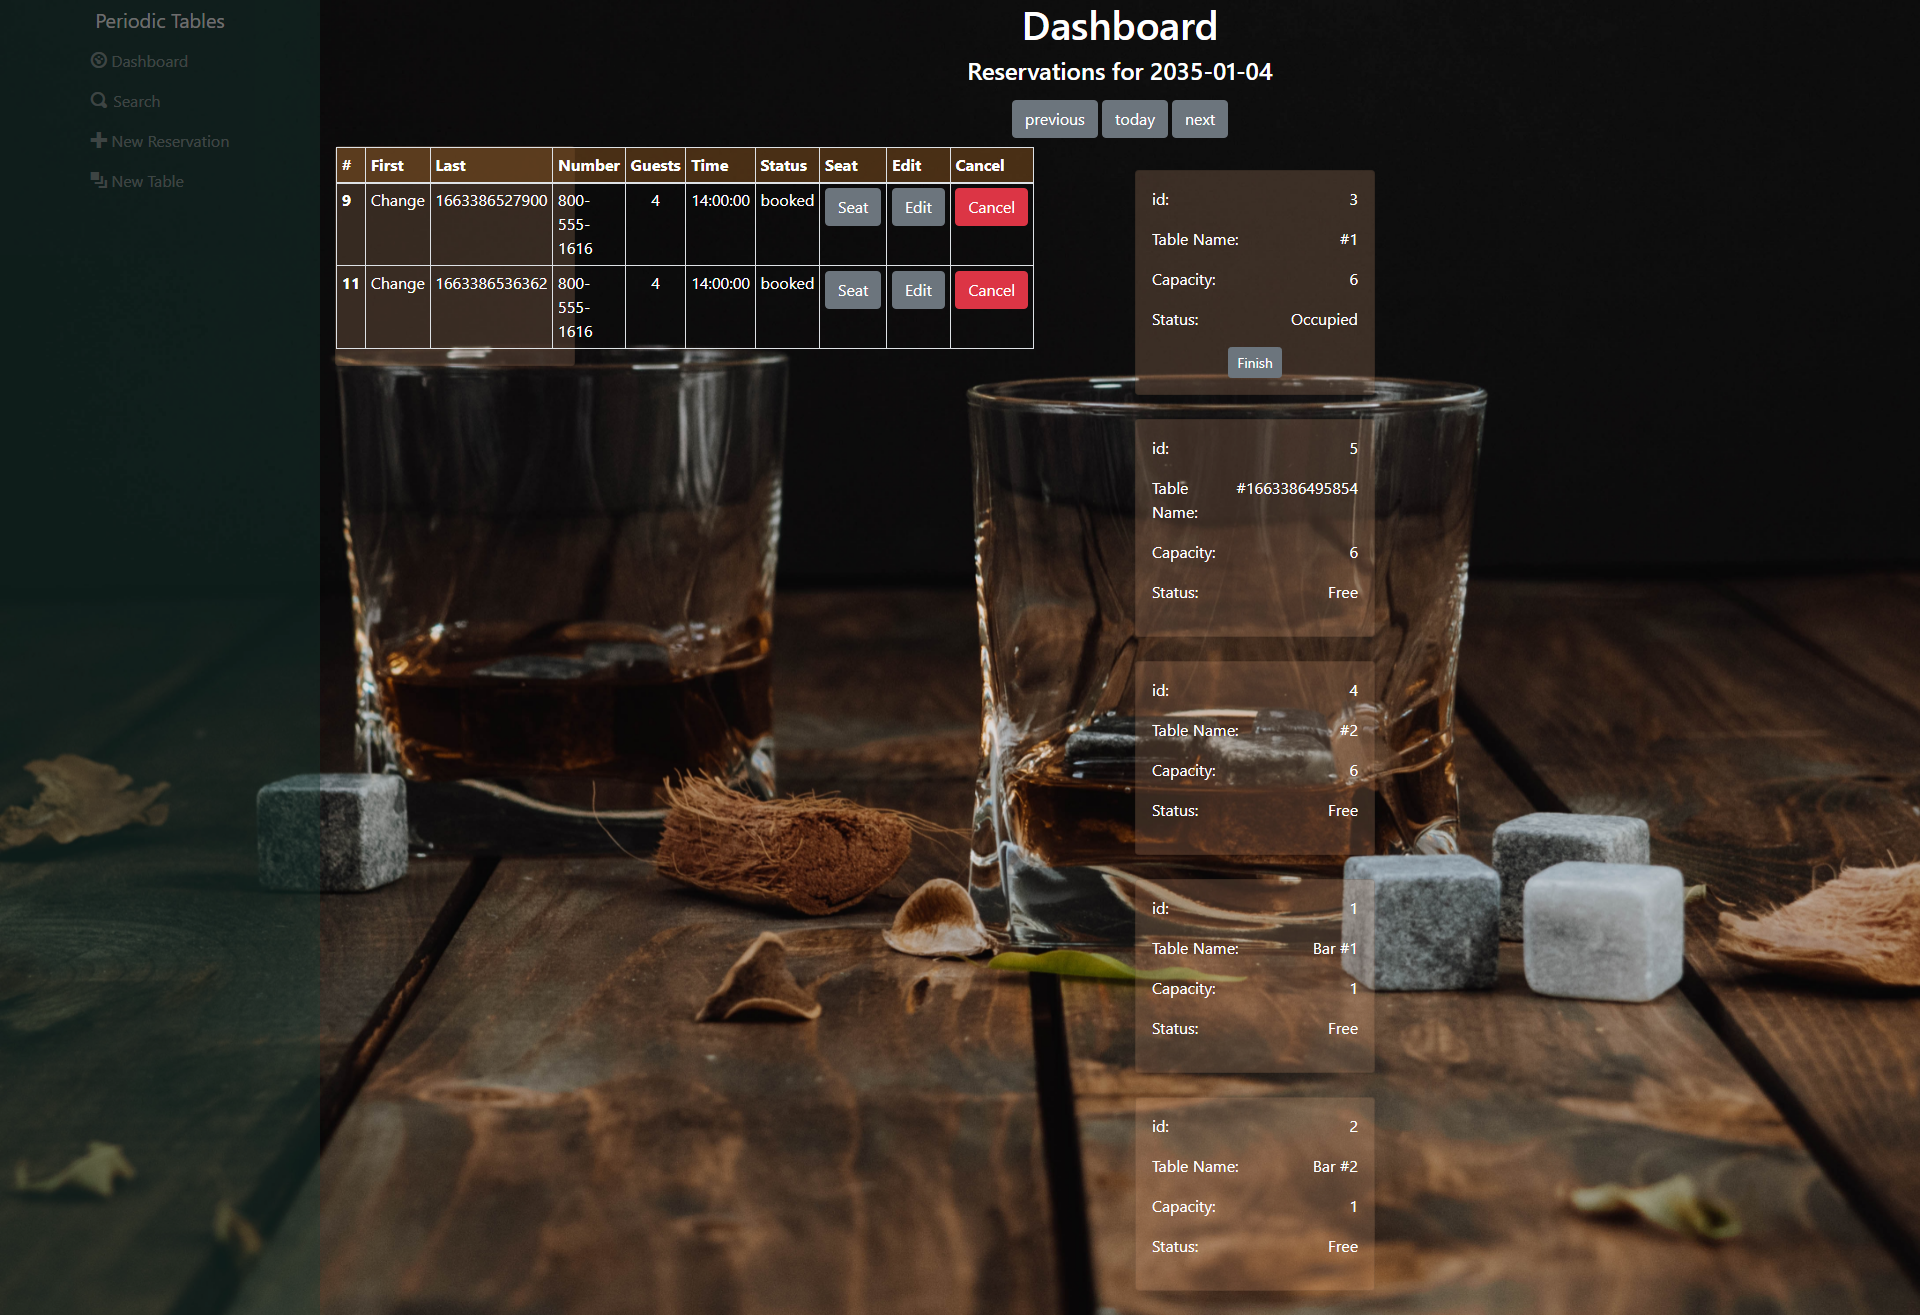 Periodic Tables
Dashboard
Search
New Reservation
New Table
Dashboard
Reservations for 2035-01-04
previous today next
# First Last Number Guests Time Status Seat Edit Cancel
9 Change 1663386527900 800- 4 14:00:00 booked Seat Edit Cancel
555-
1616
11 Change 1663386536362 800- 4 14:00:00 booked Seat Edit Cancel
555-
1616
id: 3
Table Name: #1
Capacity: 6
Status: Occupied
Finish
id: 5
Table #1663386495854
Name:
Capacity: 6
Status: Free
id: 4
Table Name: #2
Capacity: 6
Status: Free
id: 1
Table Name: Bar #1
Capacity: 1
Status: Free
id: 2
Table Name: Bar #2
Capacity: 1
Status: Free